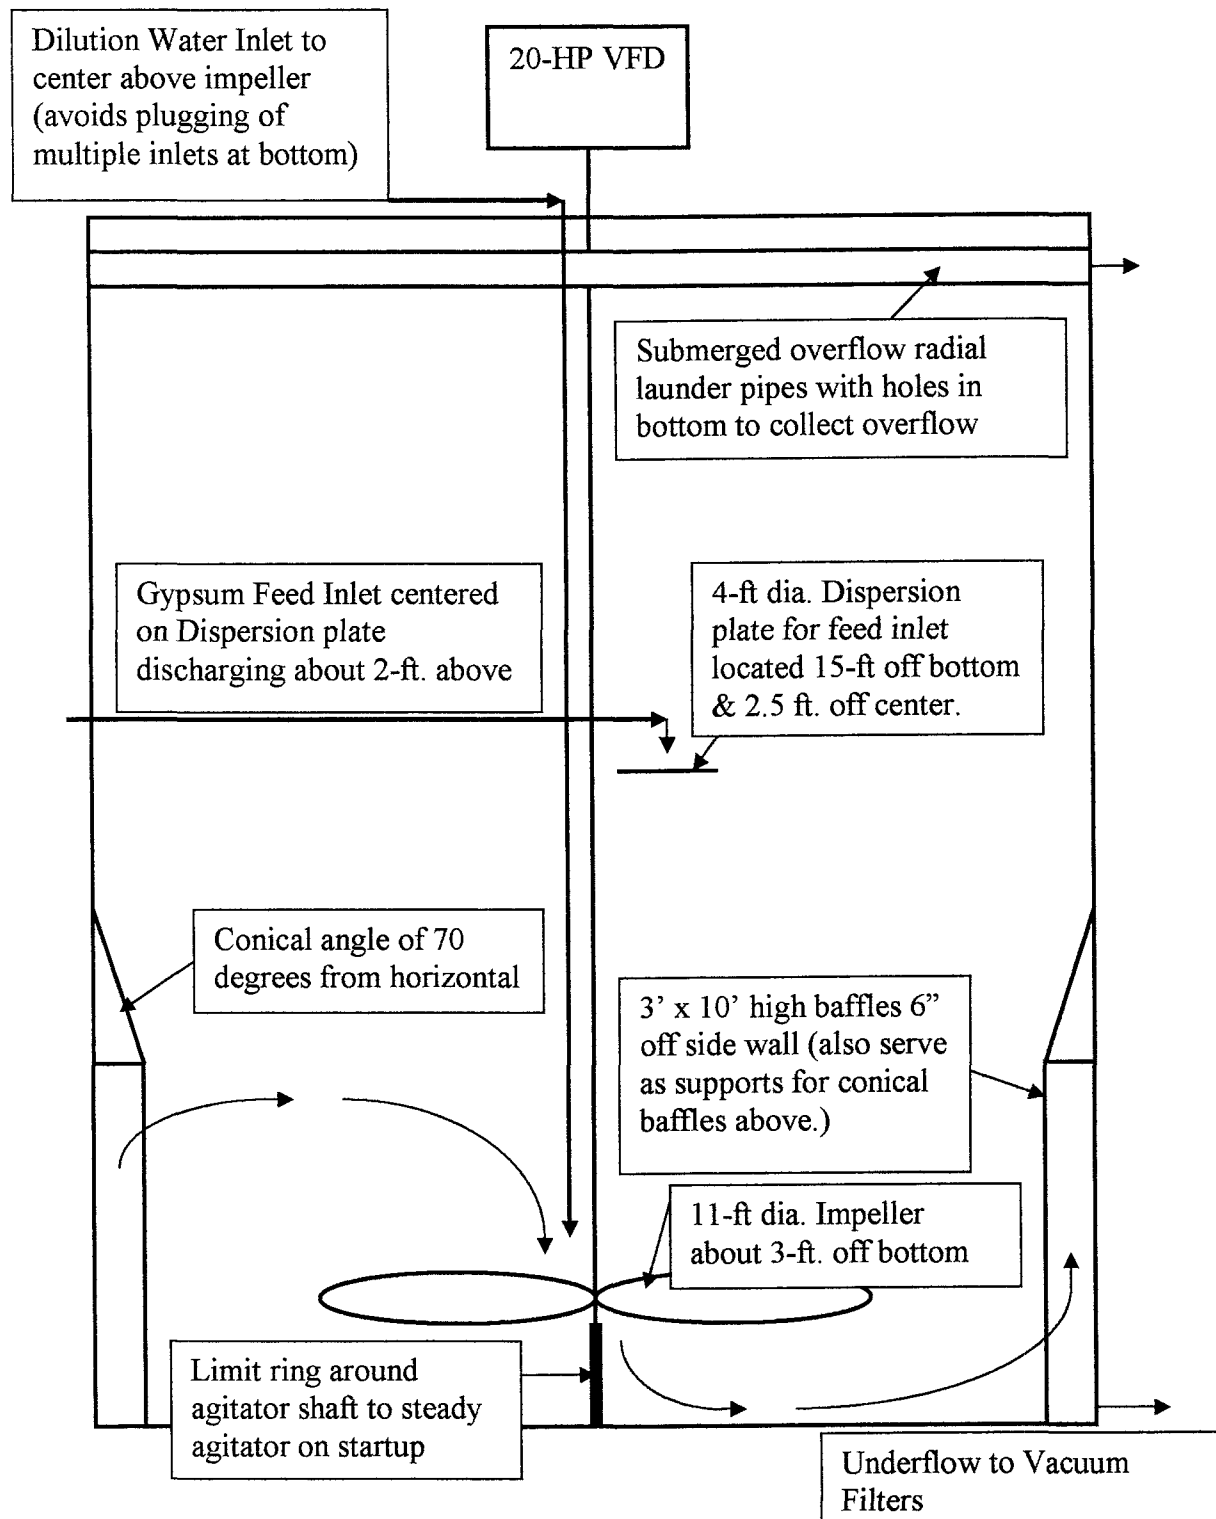 Dilution Water Inlet to
center above impeller
(avoids plugging of
multiple inlets at bottom)
20-HP VFD
Submerged overflow radial
launder pipes with holes in
bottom to collect overflow
Gypsum Feed Inlet centered
on Dispersion plate
discharging about 2-ft. above
4-ft dia. Dispersion
plate for feed inlet
located 15-ft off bottom
& 2.5 ft. off center.
Conical angle of 70
degrees from horizontal
3’ x 10’ high baffles 6”
off side wall (also serve
as supports for conical
baffles above.)
11-ft dia. Impeller
about 3-ft. off bottom
Limit ring around
agitator shaft to steady
agitator on startup
Underflow to Vacuum
Filters